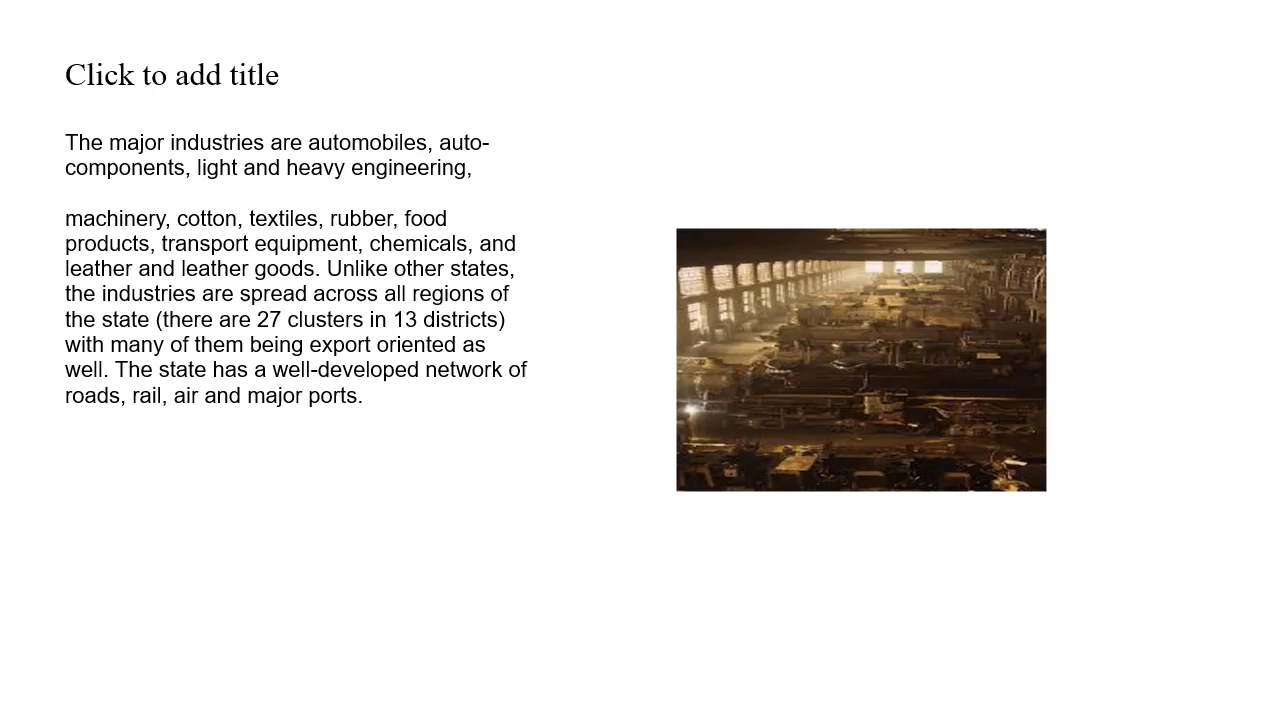 Click to add title
The major industries are automobiles, auto-
components, light and heavy engineering,
machinery, cotton, textiles, rubber, food
products, transport equipment, chemicals, and
leather and leather goods. Unlike other states,
the industries are spread across all regions of
the state (there are 27 clusters in 13 districts)
with many of them being export oriented as
well. The state has a well-developed network of
roads, rail, air and major ports.